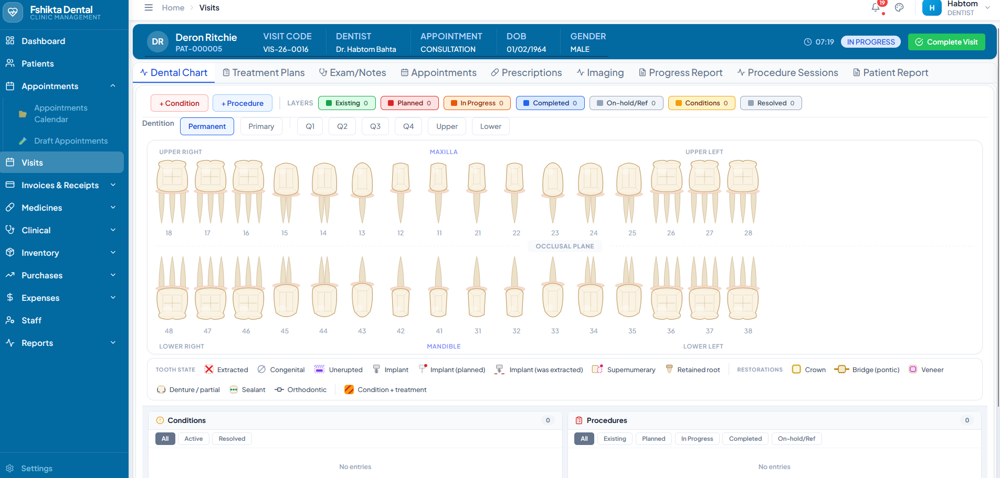 Fshikta Dental
CLINIC MANAGEMENT
Dashboard
Patients
Appointments
Appointments
Calendar
Draft Appointments
Visits
Invoices & Receipts
Medicines
Clinical
Inventory
Purchases
Expenses
Staff
Reports
Settings
Home > Visits
19
H
Habtom
DENTIST
DR
Deron Ritchie
PAT-000005
VISIT CODE
VIS-26-0016
DENTIST
Dr. Habtom Bahta
APPOINTMENT
CONSULTATION
DOB
01/02/1964
GENDER
MALE
07:19
IN PROGRESS
Complete Visit
Dental Chart
Treatment Plans
Exam/Notes
Appointments
Prescriptions
Imaging
Progress Report
Procedure Sessions
Patient Report
+ Condition
+ Procedure
LAYERS
Existing 0
Planned 0
In Progress 0
Completed 0
On-hold/Ref 0
Conditions 0
Resolved 0
Dentition
Permanent
Primary
Q1
Q2
Q3
Q4
Upper
Lower
UPPER RIGHT
MAXILLA
UPPER LEFT
18 17 16 15 14 13 12 11 21 22 23 24 25 26 27 28
OCCLUSAL PLANE
48 47 46 45 44 43 42 41 31 32 33 34 35 36 37 38
LOWER RIGHT
MANDIBLE
LOWER LEFT
TOOTH STATE
Extracted
Congenital
Unerupted
Implant
Implant (planned)
Implant (was extracted)
Supernumerary
Retained root
RESTORATIONS
Crown
Bridge (pontic)
Veneer
Denture / partial
Sealant
Orthodontic
Condition + treatment
Conditions
0
All
Active
Resolved
No entries
Procedures
0
All
Existing
Planned
In Progress
Completed
On-hold/Ref
No entries